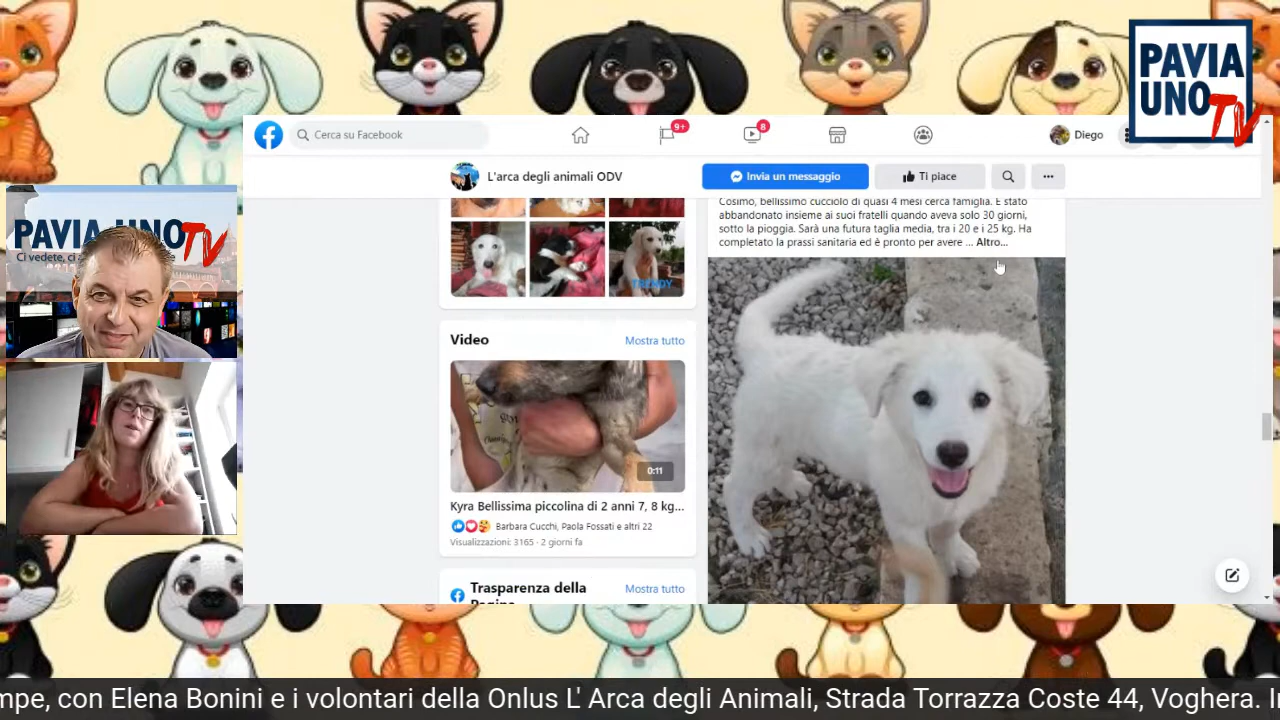 PAVIA
UNO TV
Cerca su Facebook
9+
8
Diego
L'arca degli animali ODV
Invia un messaggio
Ti piace
PAVIA UNO TV
Ci vedete, ci
Cosimo, bellissimo cucciolo di quasi 4 mesi cerca famiglia. È stato
abbandonato insieme ai suoi fratelli quando aveva solo 30 giorni,
sotto la pioggia. Sarà una futura taglia media, tra i 20 e i 25 kg. Ha
completato la prassi sanitaria ed è pronto per avere ... Altro...
Video
Mostra tutto
0:11
Kyra Bellissima piccolina di 2 anni 7, 8 kg...
Barbara Cucchi, Paola Fossati e altri 22
Visualizzazioni: 3165 · 2 giorni fa
Trasparenza della
Pagina
Mostra tutto
mpe, con Elena Bonini e i volontari della Onlus L' Arca degli Animali, Strada Torrazza Coste 44, Voghera. I